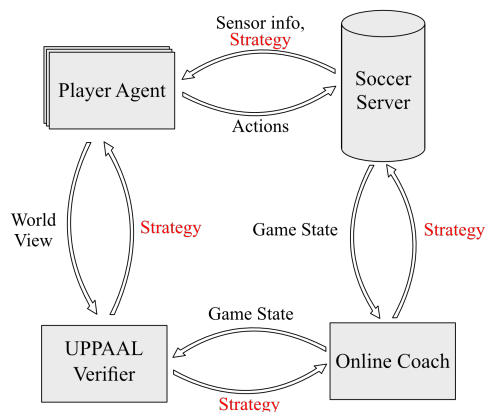 Sensor info,
Strategy
Player Agent
Soccer
Server
Actions
World
View
Strategy
Game State
Strategy
Game State
UPPAAL
Verifier
Online Coach
Strategy